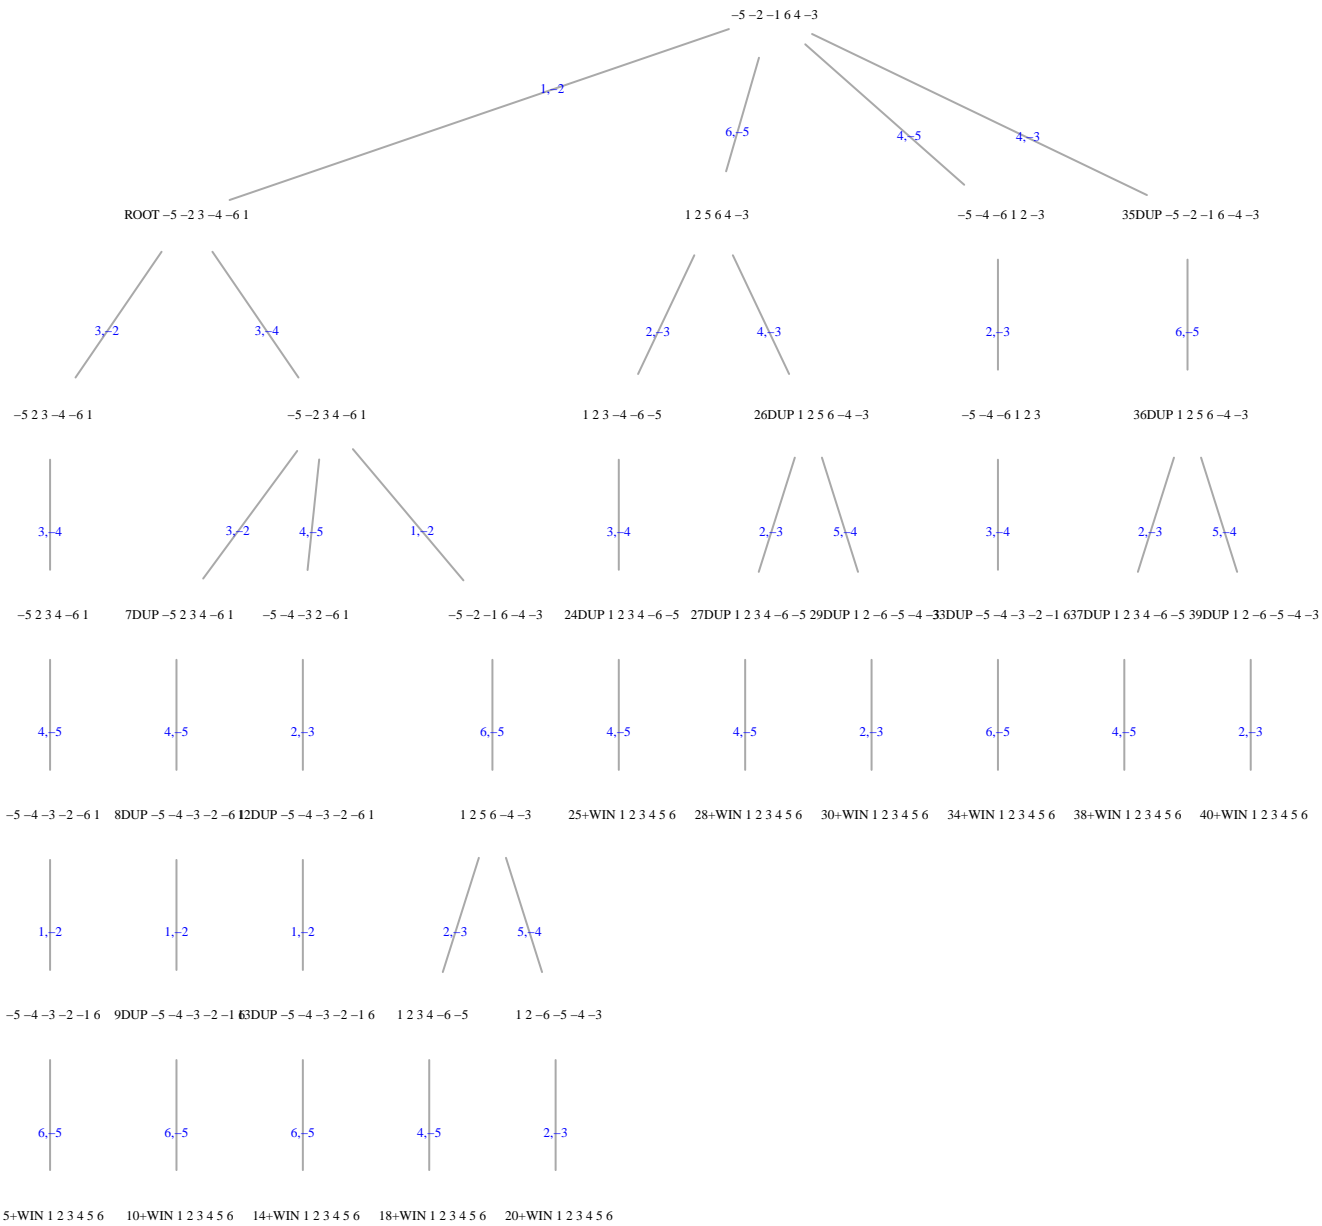 −5 −2 −1 6 4 −3
1,−2
6,−5
4,−5
4,−3
ROOT −5 −2 3 −4 −6 1
1 2 5 6 4 −3
−5 −4 −6 1 2 −3
35DUP −5 −2 −1 6 −4 −3
3,−2
3,−4
2,−3
4,−3
2,−3
6,−5
−5 2 3 −4 −6 1
−5 −2 3 4 −6 1
1 2 3 −4 −6 −5
26DUP 1 2 5 6 −4 −3
−5 −4 −6 1 2 3
36DUP 1 2 5 6 −4 −3
3,−4
3,−2
4,−5
1,−2
3,−4
2,−3
5,−4
3,−4
2,−3
5,−4
−5 2 3 4 −6 1
7DUP −5 2 3 4 −6 1
−5 −4 −3 2 −6 1
−5 −2 −1 6 −4 −3
24DUP 1 2 3 4 −6 −5
27DUP 1 2 3 4 −6 −5
29DUP 1 2 −6 −5 −4 −3
33DUP −5 −4 −3 −2 −1 6
37DUP 1 2 3 4 −6 −5
39DUP 1 2 −6 −5 −4 −3
4,−5
4,−5
2,−3
6,−5
4,−5
4,−5
2,−3
6,−5
4,−5
2,−3
−5 −4 −3 −2 −6 1
8DUP −5 −4 −3 −2 −6 1
12DUP −5 −4 −3 −2 −6 1
1 2 5 6 −4 −3
25+WIN 1 2 3 4 5 6
28+WIN 1 2 3 4 5 6
30+WIN 1 2 3 4 5 6
34+WIN 1 2 3 4 5 6
38+WIN 1 2 3 4 5 6
40+WIN 1 2 3 4 5 6
1,−2
1,−2
1,−2
2,−3
5,−4
−5 −4 −3 −2 −1 6
9DUP −5 −4 −3 −2 −1 6
13DUP −5 −4 −3 −2 −1 6
1 2 3 4 −6 −5
1 2 −6 −5 −4 −3
6,−5
6,−5
6,−5
4,−5
2,−3
5+WIN 1 2 3 4 5 6
10+WIN 1 2 3 4 5 6
14+WIN 1 2 3 4 5 6
18+WIN 1 2 3 4 5 6
20+WIN 1 2 3 4 5 6